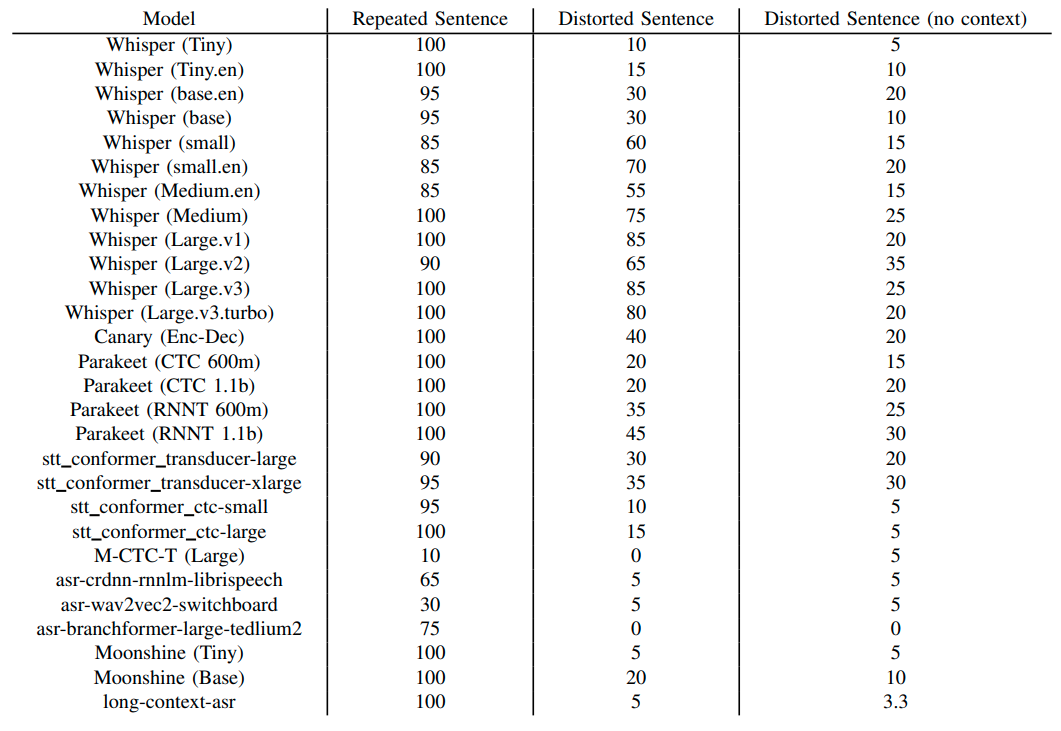 Model Repeated Sentence Distorted Sentence Distorted Sentence (no context)
Whisper (Tiny) 100 10 5
Whisper (Tiny.en) 100 15 10
Whisper (base.en) 95 30 20
Whisper (base) 95 30 10
Whisper (small) 85 60 15
Whisper (small.en) 85 70 20
Whisper (Medium.en) 85 55 15
Whisper (Medium) 100 75 25
Whisper (Large.v1) 100 85 20
Whisper (Large.v2) 90 65 35
Whisper (Large.v3) 100 85 25
Whisper (Large.v3.turbo) 100 80 20
Canary (Enc-Dec) 100 40 20
Parakeet (CTC 600m) 100 20 15
Parakeet (CTC 1.1b) 100 20 20
Parakeet (RNNT 600m) 100 35 25
Parakeet (RNNT 1.1b) 100 45 30
stt_conformer_transducer-large 90 30 20
stt_conformer_transducer-xlarge 95 35 30
stt_conformer_ctc-small 95 10 5
stt_conformer_ctc-large 100 15 5
M-CTC-T (Large) 10 0 5
asr-crdnn-rnnlm-librispeech 65 5 5
asr-wav2vec2-switchboard 30 5 5
asr-branchformer-large-tedlium2 75 0 0
Moonshine (Tiny) 100 5 5
Moonshine (Base) 100 20 10
long-context-asr 100 5 3.3